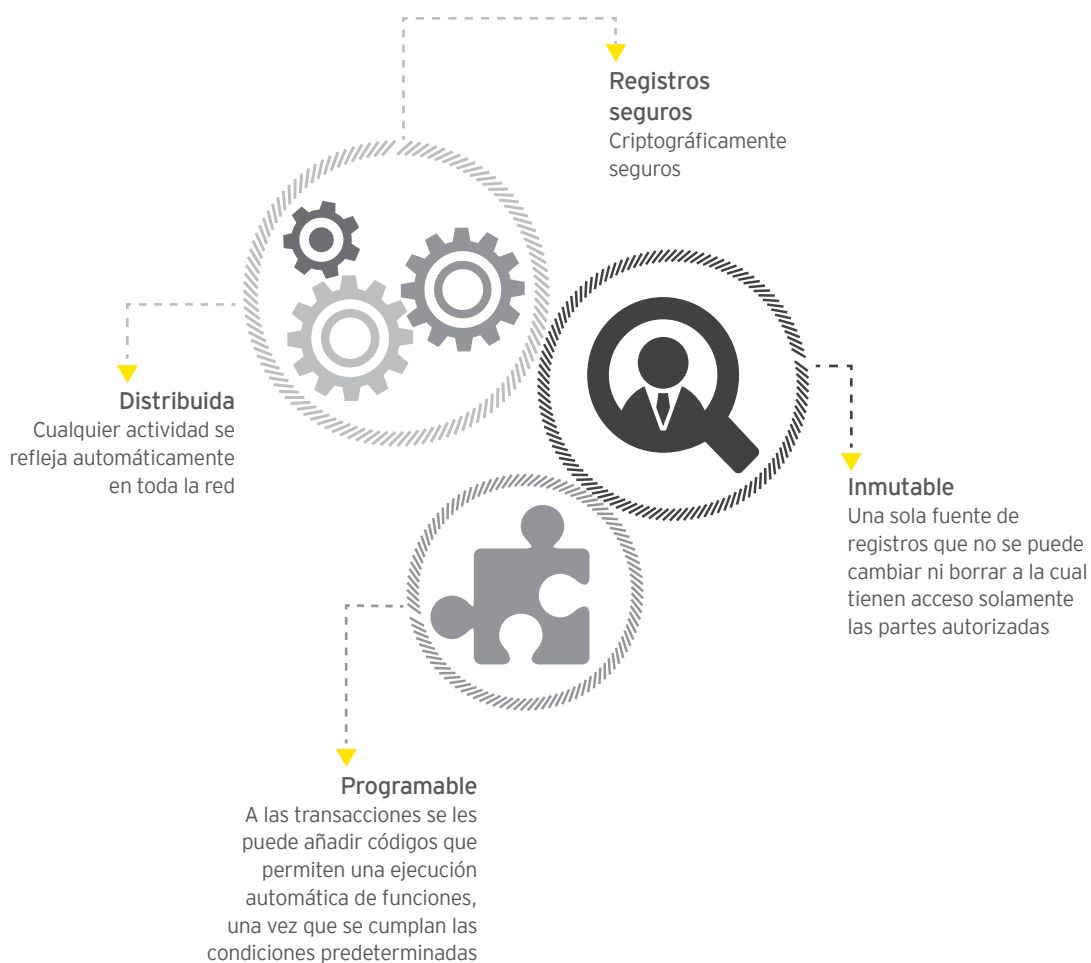 Registros
seguros
Criptográficamente
seguros
Distribuida
Cualquier actividad se
refleja automáticamente
en toda la red
Inmutable
Una sola fuente de
registros que no se puede
cambiar ni borrar a la cual
tienen acceso solamente
las partes autorizadas
Programable
A las transacciones se les
puede añadir códigos que
permiten una ejecución
automática de funciones,
una vez que se cumplan las
condiciones predeterminadas